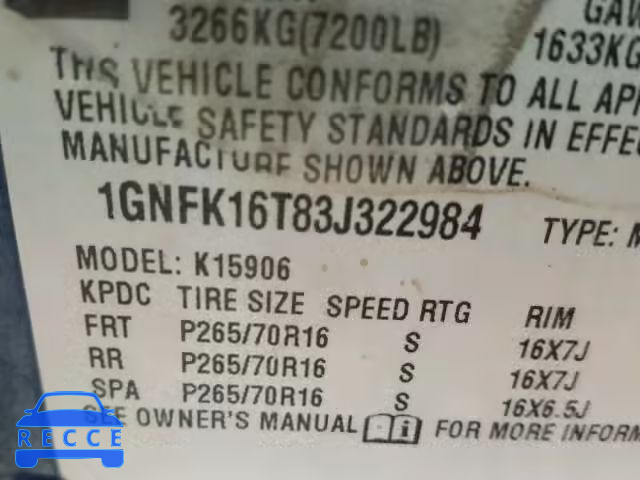 3266KG(7200LB) 1633KG
THIS VEHICLE CONFORMS TO ALL
VEHICLE SAFETY STANDARDS IN EFFEC
MANUFACTURE SHOWN ABOVE.
1GNFK16T83J322984 TYPE: M
MODEL: K15906
KPDC TIRE SIZE SPEED RTG RIM
FRT P265/70R16 S 16X7J
RR P265/70R16 S 16X7J
SPA P265/70R16 S 16X6.5J
SEE OWNER'S MANUAL FOR MORE INFORM
RECCE